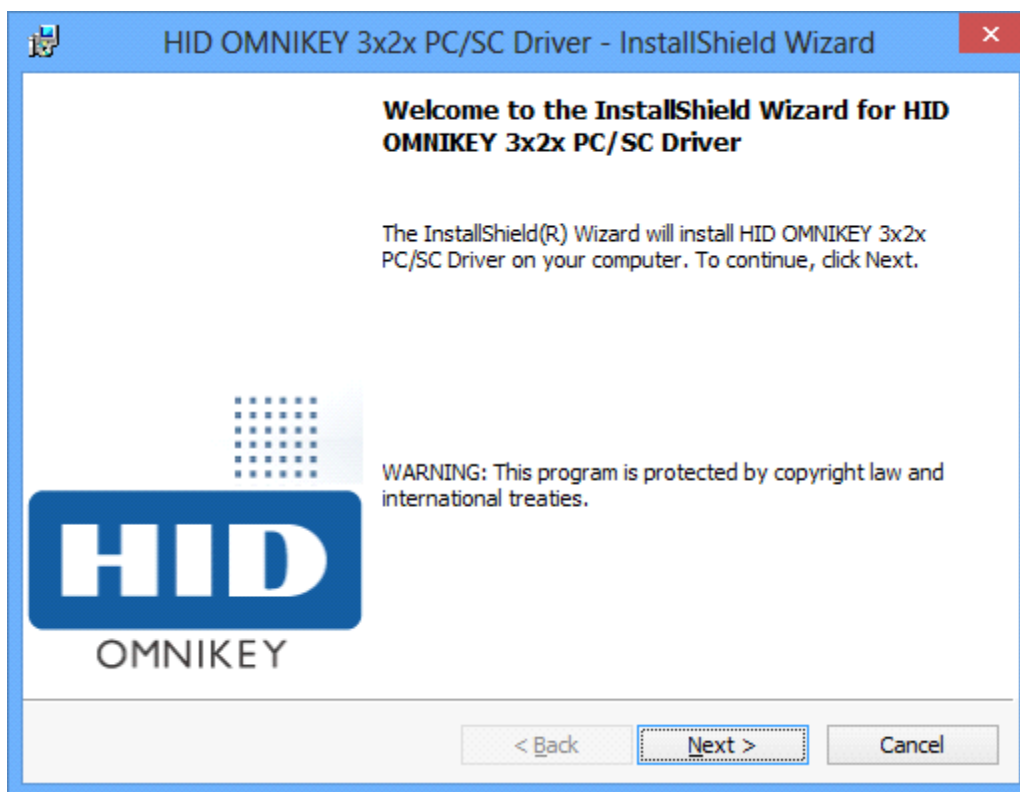 HID OMNIKEY 3x2x PC/SC Driver - InstallShield Wizard
Welcome to the InstallShield Wizard for HID
OMNIKEY 3x2x PC/SC Driver
The InstallShield(R) Wizard will install HID OMNIKEY 3x2x
PC/SC Driver on your computer. To continue, click Next.
WARNING: This program is protected by copyright law and
international treaties.
HID
OMNIKEY
< Back
Next >
Cancel